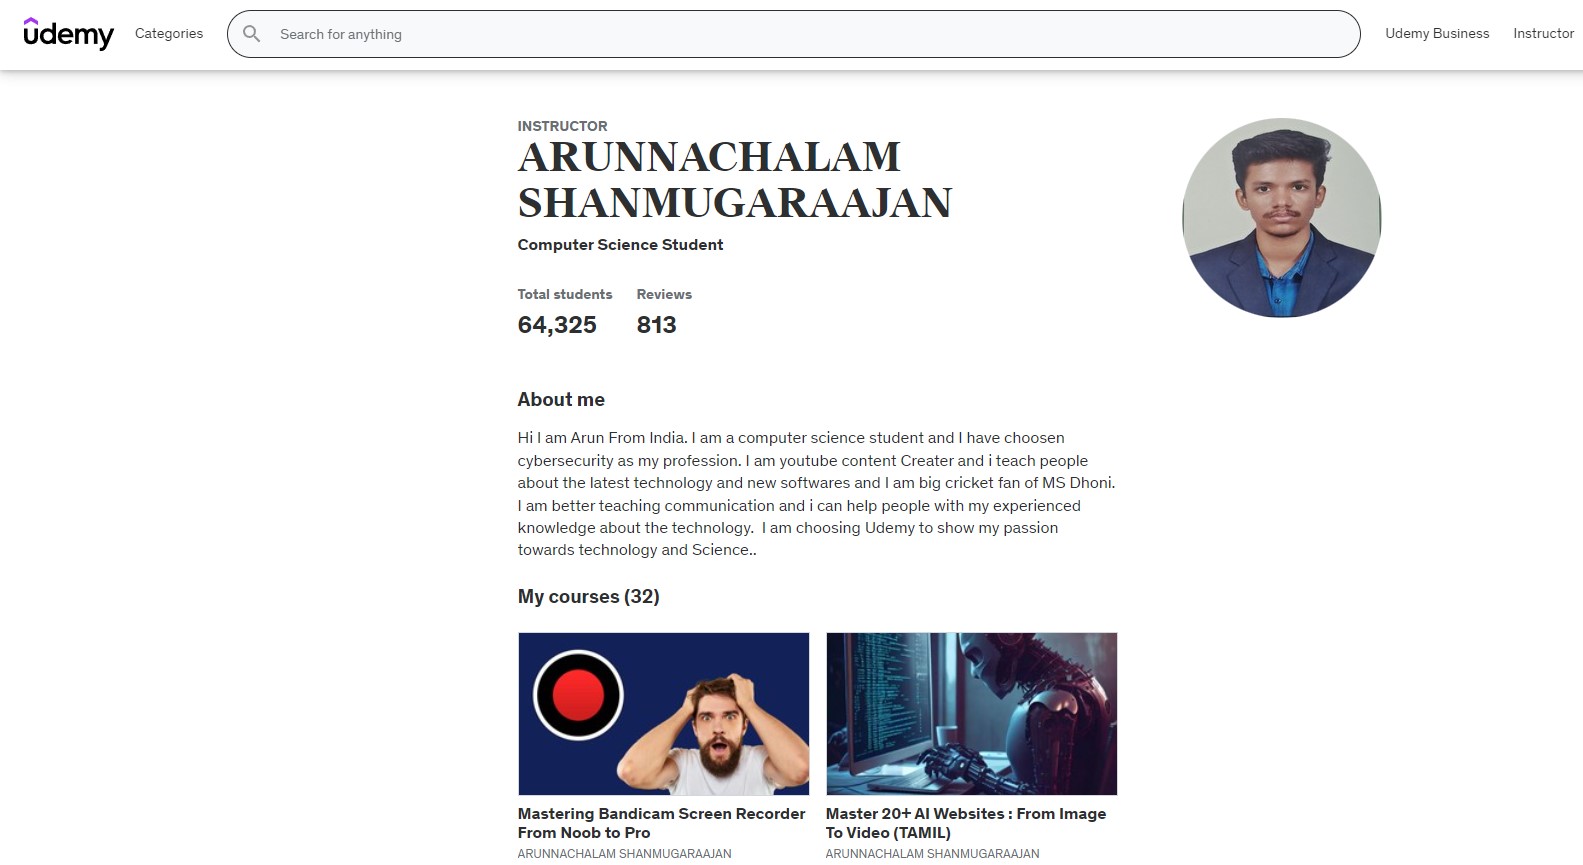 udemy
Categories
Search for anything
Udemy Business
Instructor
INSTRUCTOR
ARUNNACHALAM
SHANMUGARAAJAN
Computer Science Student
Total students
Reviews
64,325
813
About me
Hi I am Arun From India. I am a computer science student and I have choosen
cybersecurity as my profession. I am youtube content Creater and i teach people
about the latest technology and new softwares and I am big cricket fan of MS Dhoni.
I am better teaching communication and i can help people with my experienced
knowledge about the technology.  I am choosing Udemy to show my passion
towards technology and Science..
My courses (32)
Mastering Bandicam Screen Recorder
From Noob to Pro
ARUNNACHALAM SHANMUGARAAJAN
Master 20+ AI Websites : From Image
To Video (TAMIL)
ARUNNACHALAM SHANMUGARAAJAN